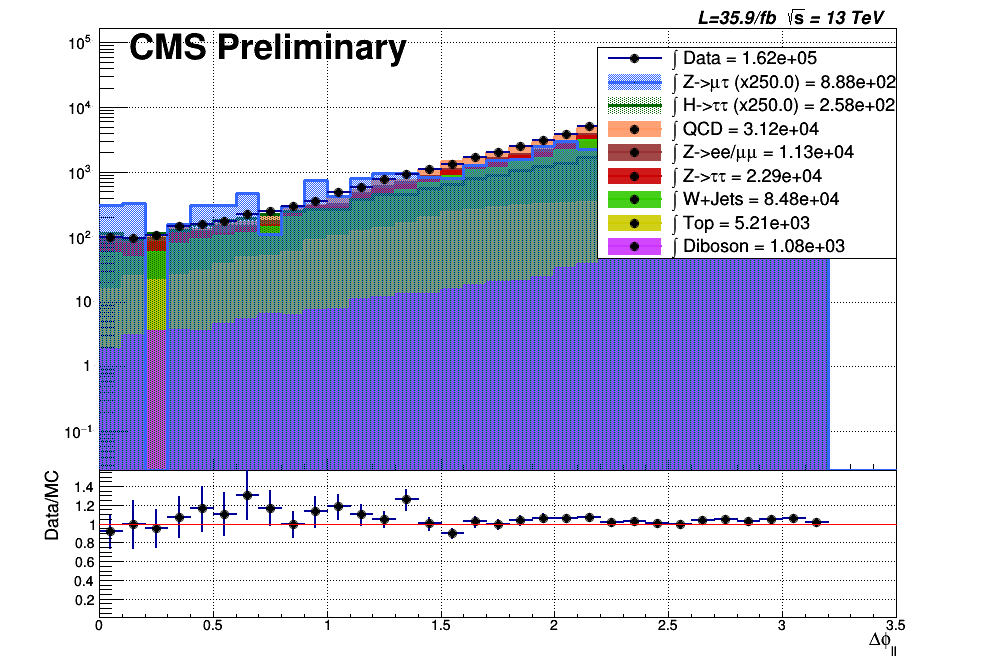 L=35.9/fb √s = 13 TeV
CMS Preliminary
∫ Data = 1.62e+05
∫ Z->μτ (x250.0) = 8.88e+02
∫ H->ττ (x250.0) = 2.58e+02
∫ QCD = 3.12e+04
∫ Z->ee/μμ = 1.13e+04
∫ Z->ττ = 2.29e+04
∫ W+Jets = 8.48e+04
∫ Top = 5.21e+03
∫ Diboson = 1.08e+03
10⁵
10⁴
10³
10²
10
1
10⁻¹
Data/MC
1.4
1.2
1
0.8
0.6
0.4
0.2
0 0.5 1 1.5 2 2.5 3 3.5
Δϕ||